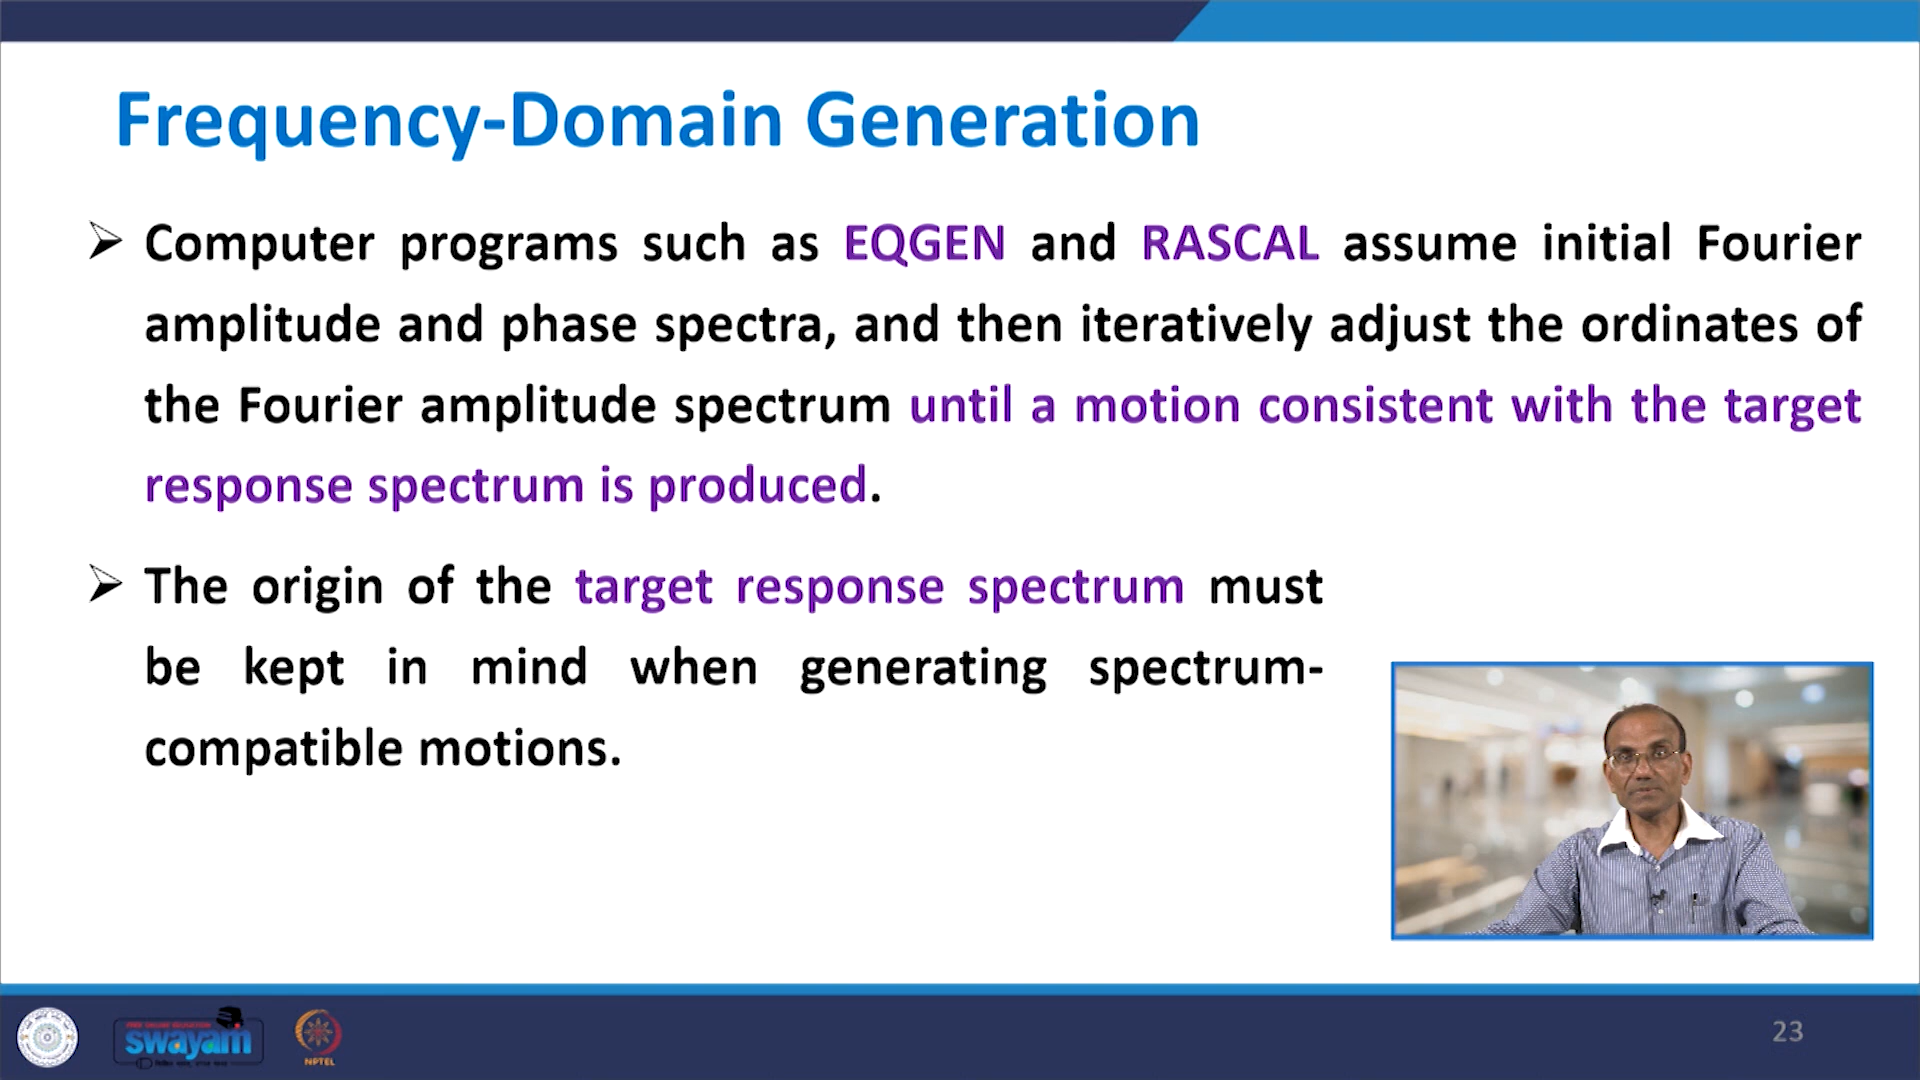 Frequency-Domain Generation
➢ Computer programs such as EQGEN and RASCAL assume initial Fourier
amplitude and phase spectra, and then iteratively adjust the ordinates of
the Fourier amplitude spectrum until a motion consistent with the target
response spectrum is produced.
➢ The origin of the target response spectrum must
be kept in mind when generating spectrum-
compatible motions.
swayam
NPTEL
23